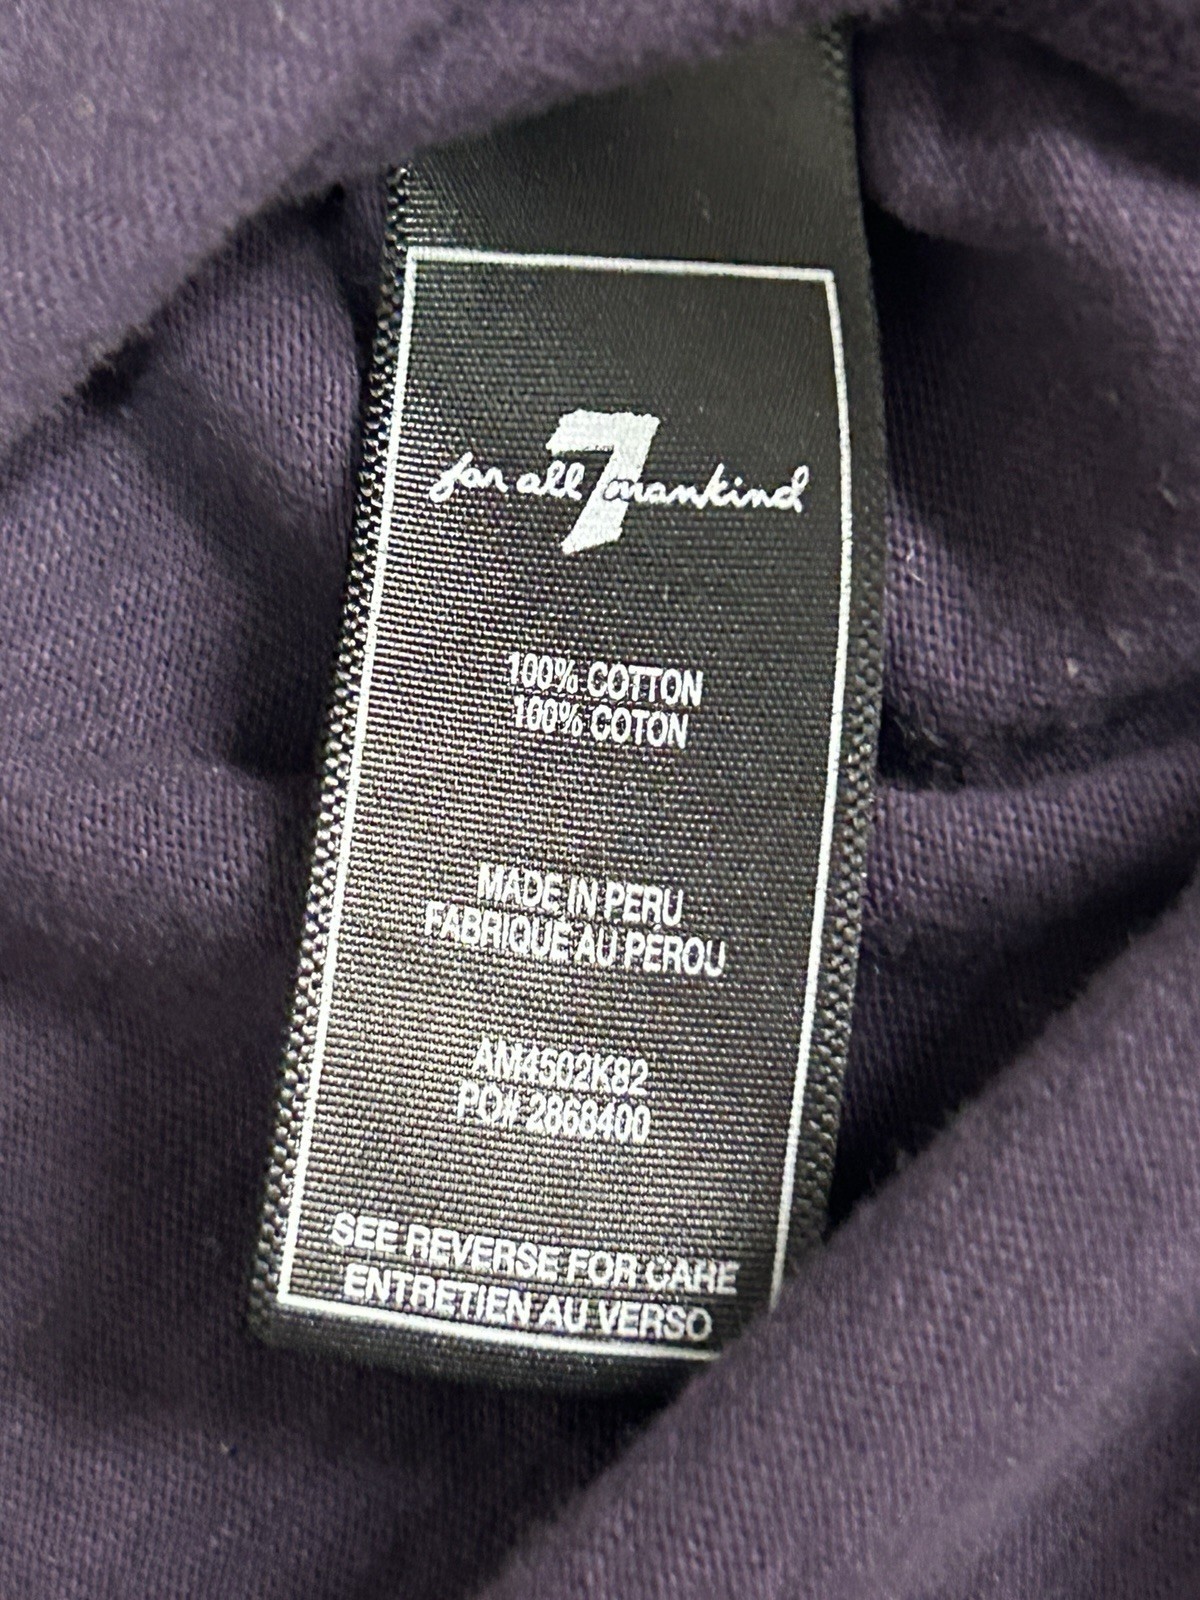 7
for all mankind
100% COTTON
100% COTON
MADE IN PERU
FABRIQUE AU PEROU
AM4502K82
PO# 2868400
SEE REVERSE FOR CARE
ENTRETIEN AU VERSO